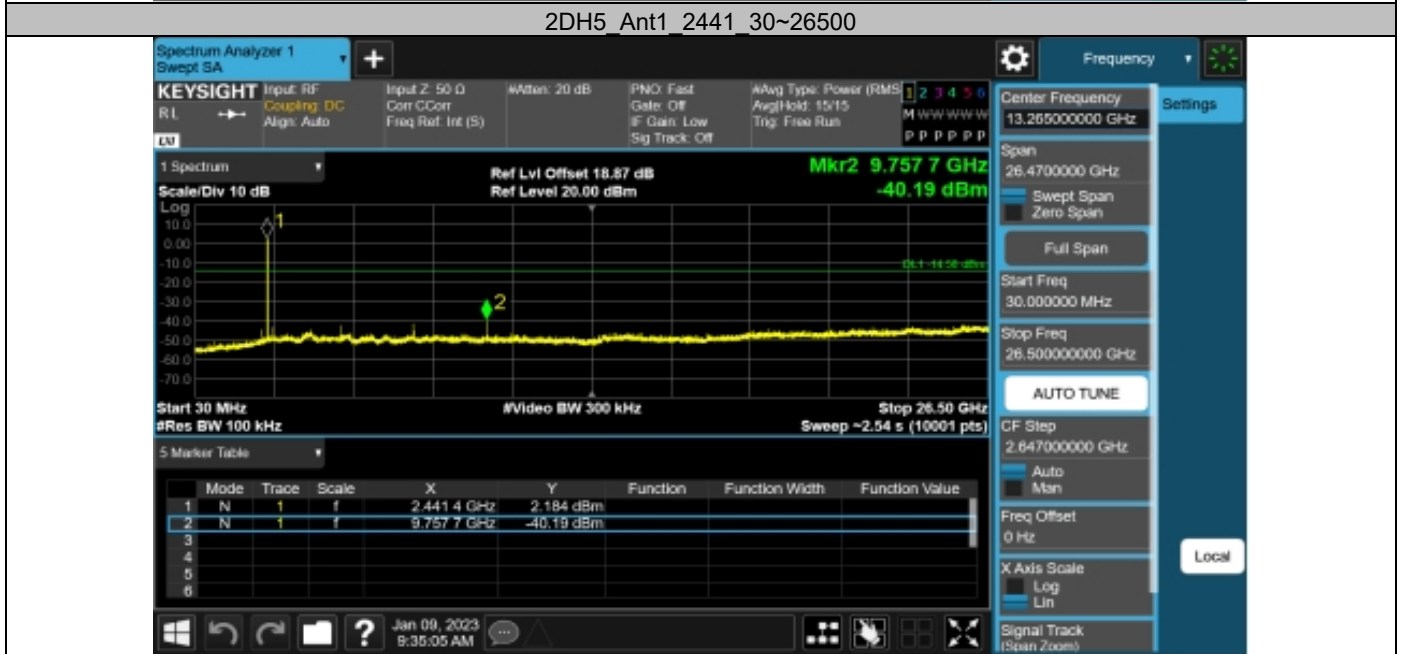 2DH5_Ant1_2441_30~26500
Spectrum Analyzer 1
Swept SA
Frequency
KEYSIGHT
Input: RF
Input Z: 50 Ω
#Atten: 20 dB
PNO: Fast
#Avg Type: Power (RMS
1 2 3 4 5 6
RL
Coupling: DC
Corr CCorr
Gate: Off
Avg|Hold: 15/15
M W W W W W
Align: Auto
Freq Ref: Int (S)
IF Gain: Low
Trig: Free Run
P P P P P P
Sig Track: Off
LXI
Center Frequency
13.265000000 GHz
Settings
1 Spectrum
Ref Lvl Offset 18.87 dB
Mkr2 9.757 7 GHz
Scale/Div 10 dB
Ref Level 20.00 dBm
-40.19 dBm
Log
10.0
0.00
-10.0
-20.0
-30.0
-40.0
-50.0
-60.0
-70.0
1
2
Start 30 MHz
#Video BW 300 kHz
Stop 26.50 GHz
#Res BW 100 kHz
Sweep ~2.54 s (10001 pts)
Span
26.4700000 GHz
Swept Span
Zero Span
Full Span
Start Freq
30.000000 MHz
Stop Freq
26.500000000 GHz
AUTO TUNE
CF Step
2.647000000 GHz
Auto
Man
Freq Offset
0 Hz
X Axis Scale
Log
Lin
Signal Track
(Span Zoom)
Local
5 Marker Table
Mode Trace Scale X Y Function Function Width Function Value
1 N 1 f 2.441 4 GHz 2.184 dBm
2 N 1 f 9.757 7 GHz -40.19 dBm
3
4
5
6
Jan 09, 2023
9:35:05 AM